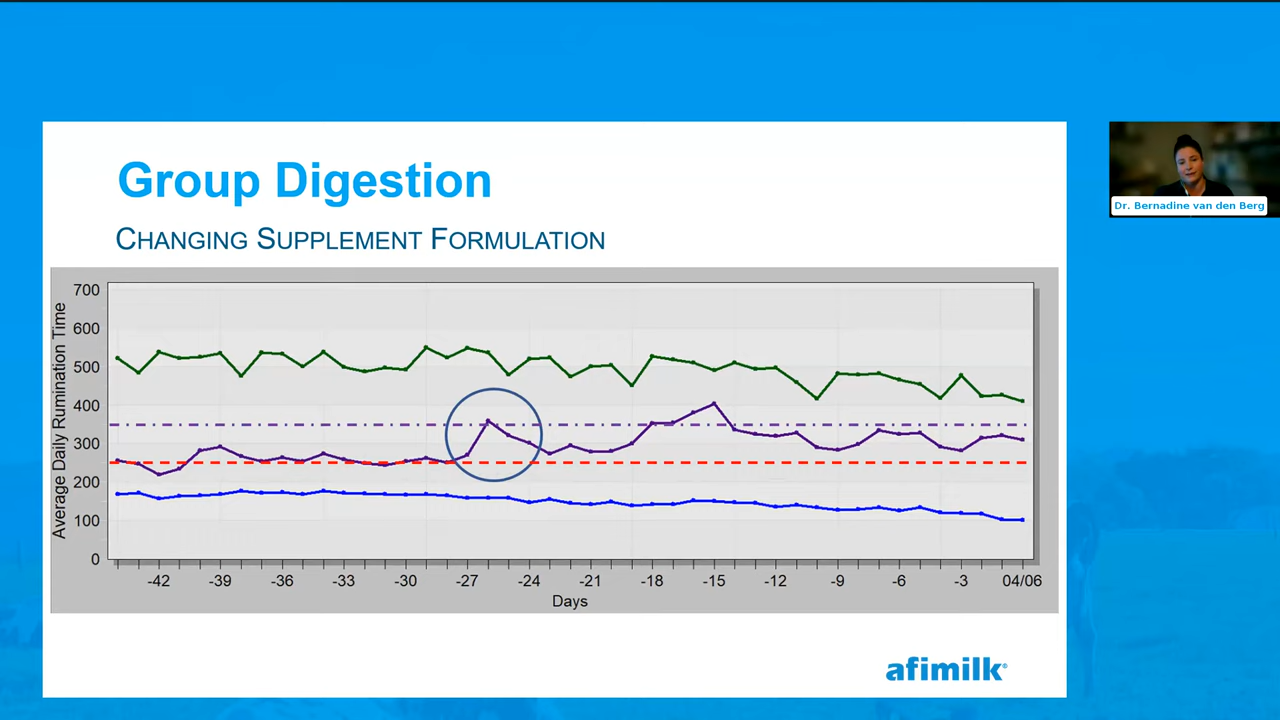 Group Digestion
CHANGING SUPPLEMENT FORMULATION
Dr. Bernadine van den Berg
Average Daily Rumination Time
700
600
500
400
300
200
100
0
-42 -39 -36 -33 -30 -27 -24 -21 -18 -15 -12 -9 -6 -3 04/06
Days
afimilk®